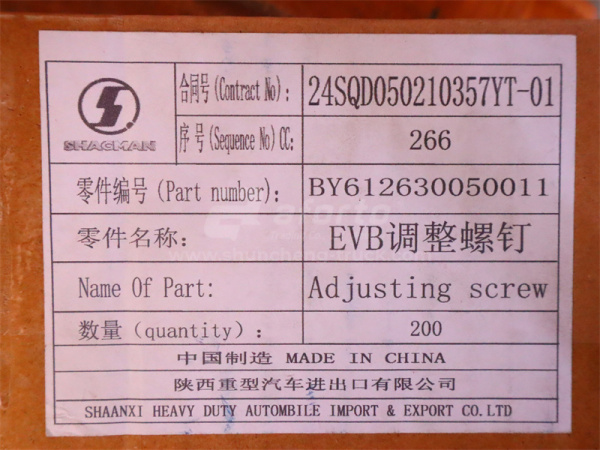 SHACMAN
合同号(Contract No): 24SQD050210357YT-01
序号(Sequence No)CC: 266
零件编号(Part number): BY612630050011
零件名称: EVB调整螺钉
Name Of Part: Adjusting screw
数量(quantity): 200
中国制造 MADE IN CHINA
陕西重型汽车进出口有限公司
SHAANXI HEAVY DUTY AUTOMBILE IMPORT & EXPORT CO.LTD